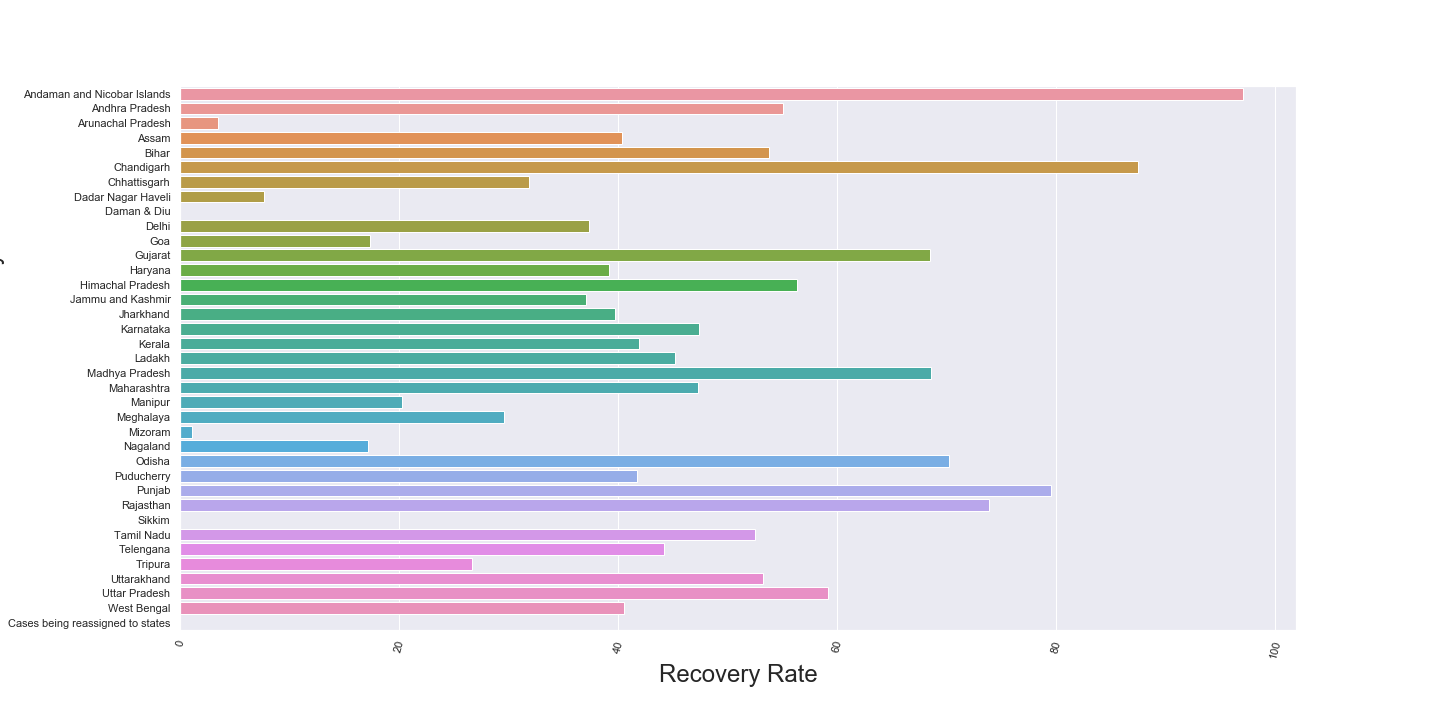 Andaman and Nicobar Islands
Andhra Pradesh
Arunachal Pradesh
Assam
Bihar
Chandigarh
Chhattisgarh
Dadar Nagar Haveli
Daman & Diu
Delhi
Goa
Gujarat
Haryana
Himachal Pradesh
Jammu and Kashmir
Jharkhand
Karnataka
Kerala
Ladakh
Madhya Pradesh
Maharashtra
Manipur
Meghalaya
Mizoram
Nagaland
Odisha
Puducherry
Punjab
Rajasthan
Sikkim
Tamil Nadu
Telengana
Tripura
Uttarakhand
Uttar Pradesh
West Bengal
Cases being reassigned to states
0 20 40 60 80 100
Recovery Rate